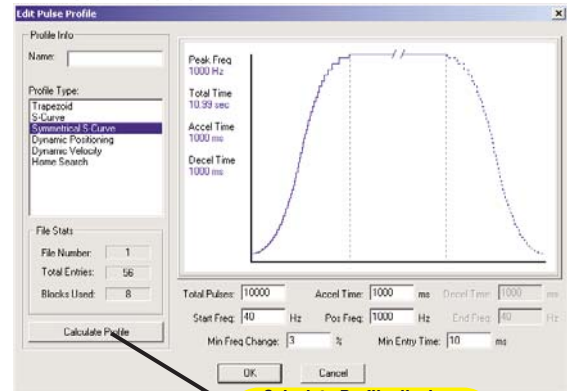 Edit Pulse Profile
Profile Info
Name:
Profile Type:
Trapezoid
S-Curve
Symmetrical S-Curve
Dynamic Positioning
Dynamic Velocity
Home Search
File Stats
File Number: 1
Total Entries: 56
Blocks Used: 8
Calculate Profile
Peak Freq
1000 Hz
Total Time
10.99 sec
Accel Time
1000 ms
Decel Time
1000 ms
Total Pulses: 10000 Accel Time: 1000 ms Decel Time: 1000 ms
Start Freq: 40 Hz Pos Freq: 1000 Hz End Freq: 40 Hz
Min Freq Change: 3 % Min Entry Time: 10 ms
OK Cancel